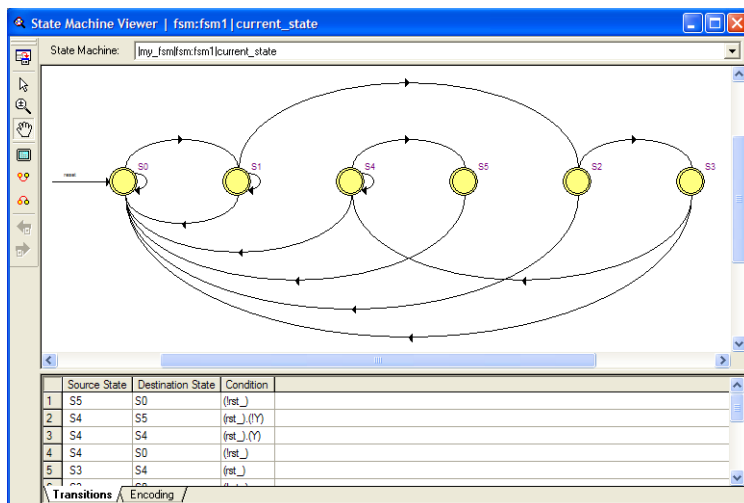 State Machine Viewer | fsm:fsm1|current_state
State Machine: |my_fsm|fsm:fsm1|current_state
reset
S0 S1 S4 S5 S2 S3
Source State Destination State Condition
1 S5 S0 (!rst_)
2 S4 S5 (rst_).(!Y)
3 S4 S4 (rst_).(Y)
4 S4 S0 (!rst_)
5 S3 S4 (rst_)
Transitions Encoding